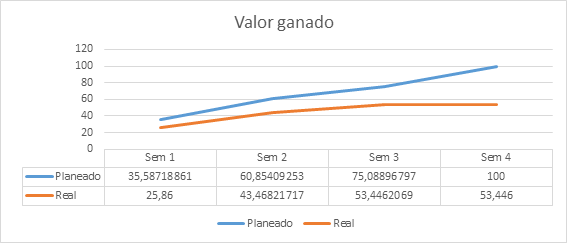 Valor ganado
120
100
80
60
40
20
0
Sem 1 Sem 2 Sem 3 Sem 4
Planeado 35,58718861 60,85409253 75,08896797 100
Real 25,86 43,46821717 53,4462069 53,446
Planeado Real